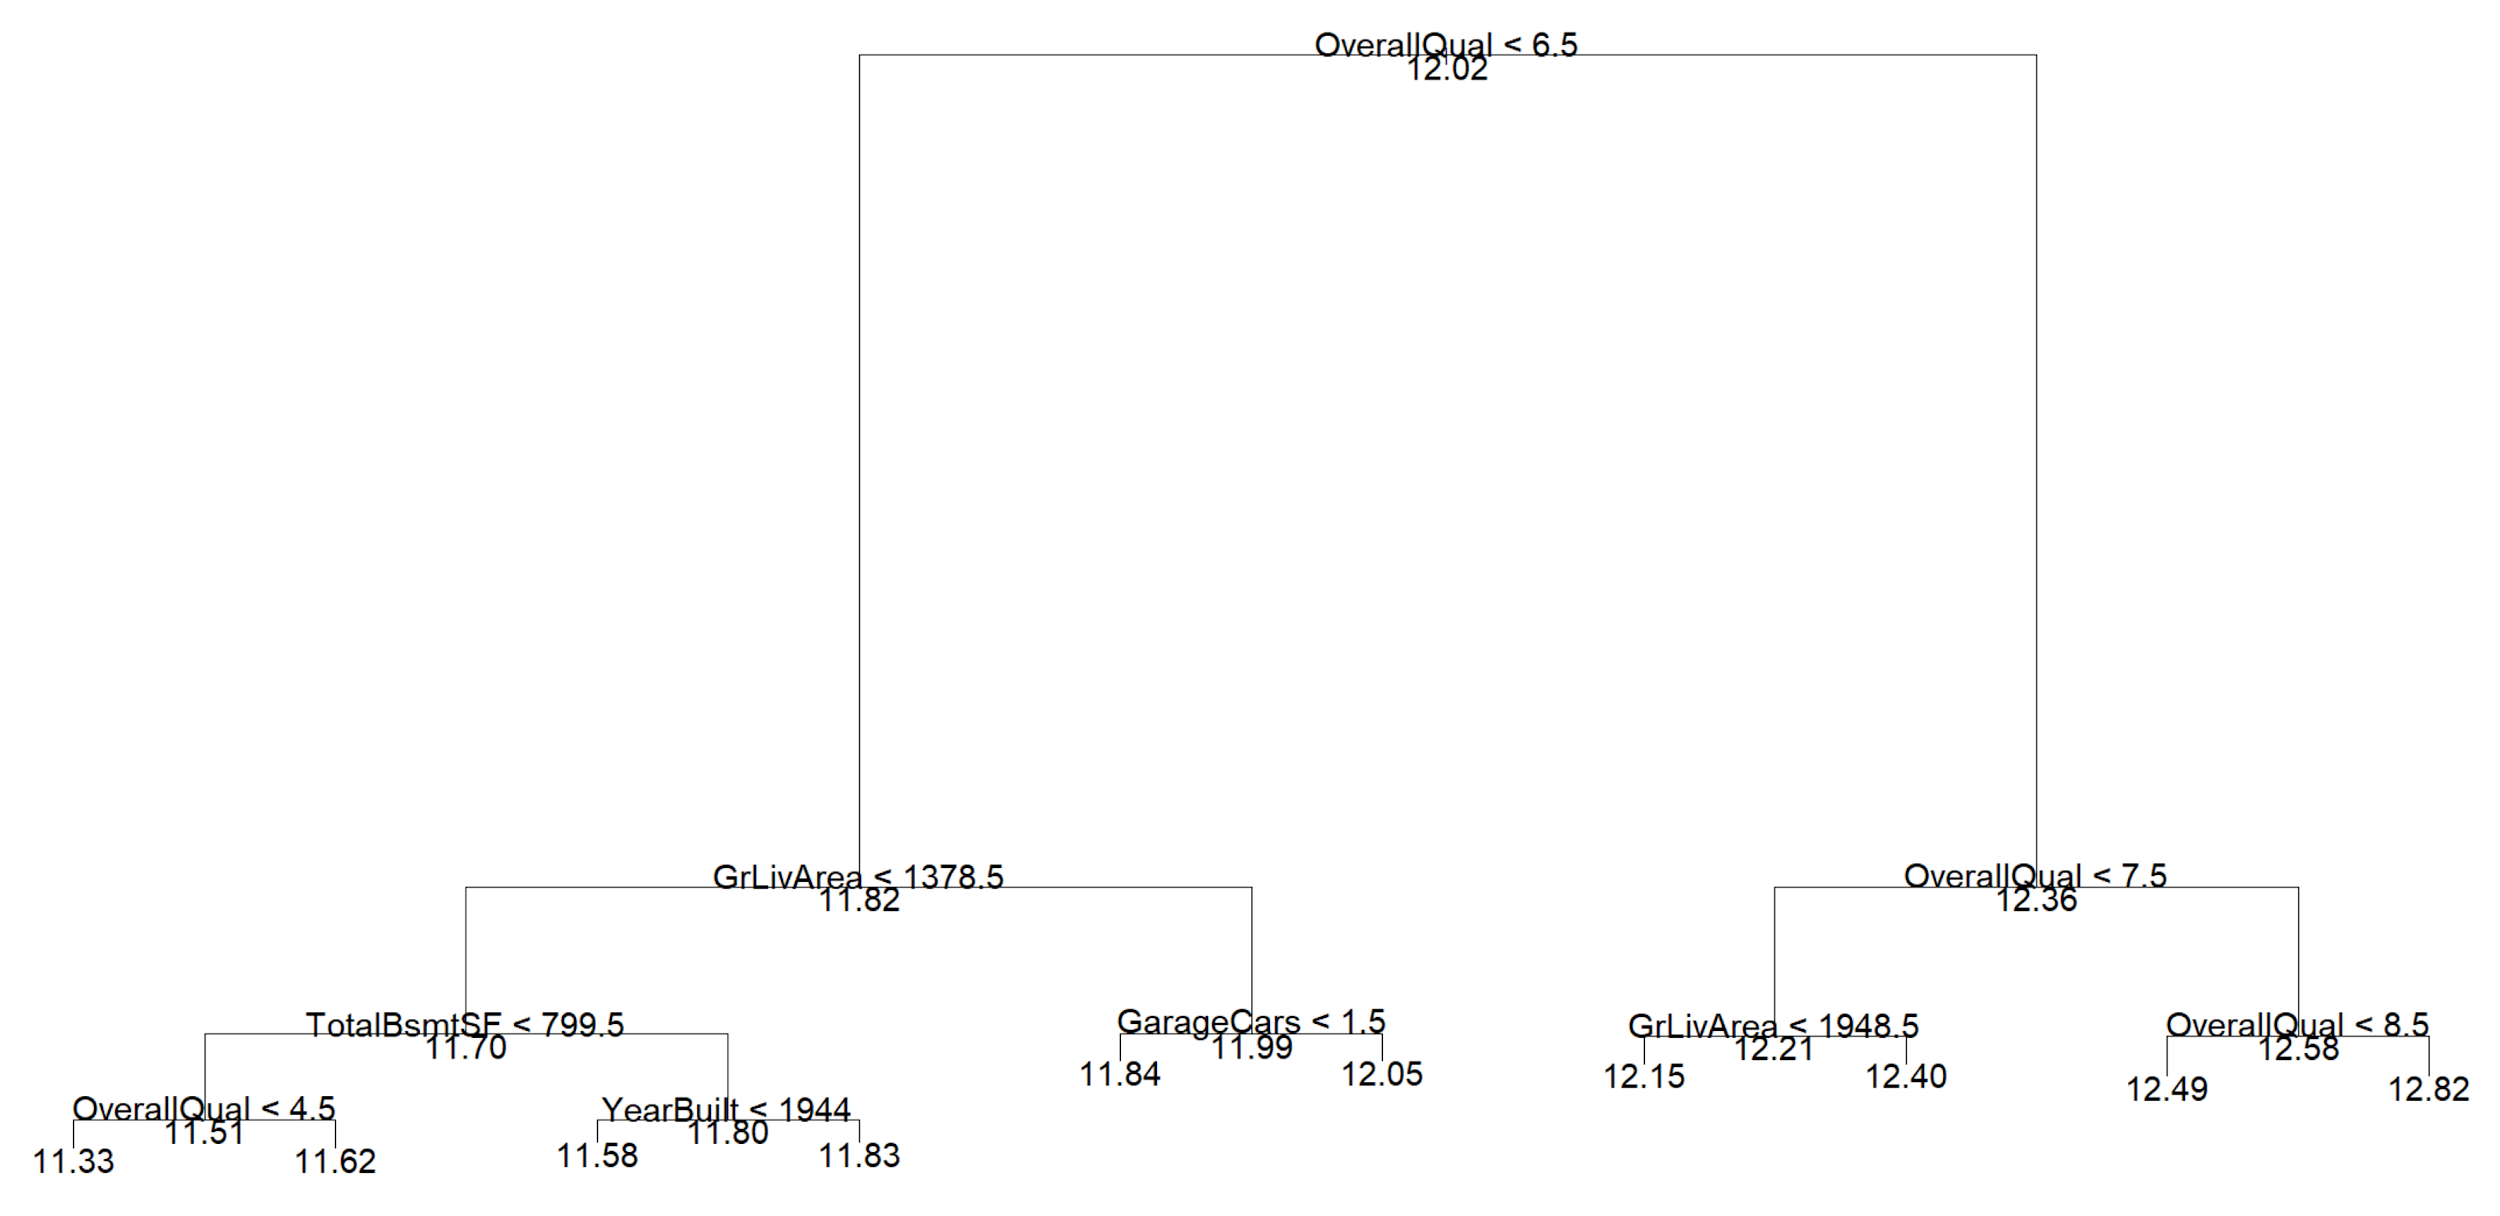 OverallQual < 6.5
12.02
GrLivArea < 1378.5
11.82
OverallQual < 7.5
12.36
TotalBsmtSF < 799.5
11.70
GarageCars < 1.5
11.99
GrLivArea < 1948.5
12.21
OverallQual < 8.5
12.58
11.84
12.05
12.15
12.40
12.49
12.82
OverallQual < 4.5
11.51
YearBuilt < 1944
11.80
11.33
11.62
11.58
11.83